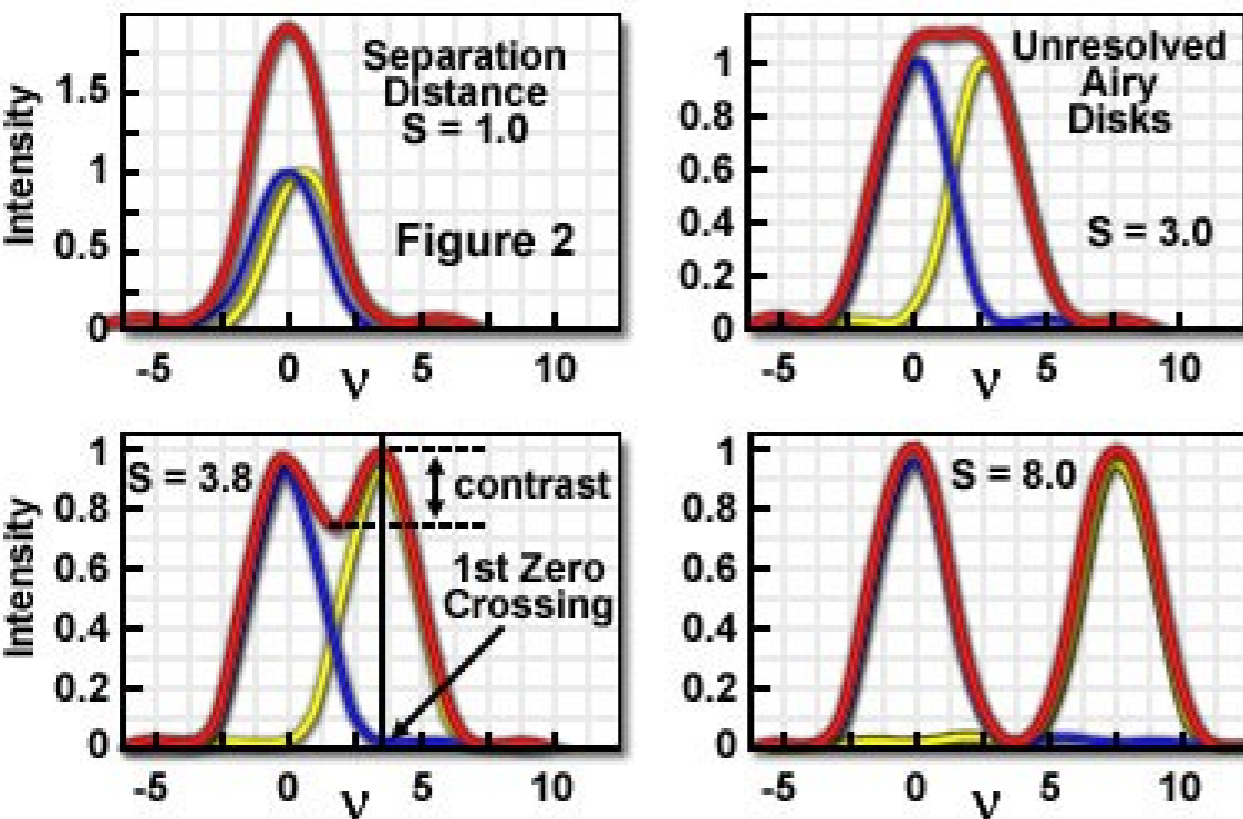 Intensity
1.5
1
0.5
0
-5
0
5
10
ν
Separation
Distance
S = 1.0
Figure 2
1
0.8
0.6
0.4
0.2
0
-5
0
5
10
ν
Unresolved
Airy
Disks
S = 3.0
Intensity
1
0.8
0.6
0.4
0.2
0
-5
0
5
10
ν
S = 3.8
contrast
1st Zero
Crossing
1
0.8
0.6
0.4
0.2
0
-5
0
5
10
ν
S = 8.0